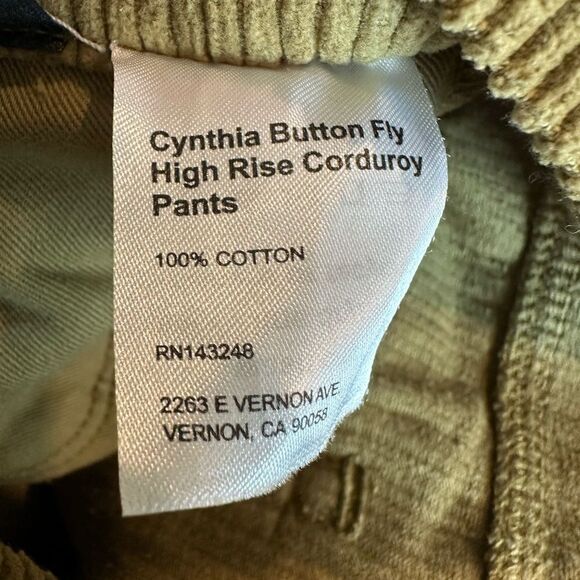 Cynthia Button Fly
High Rise Corduroy
Pants
100% COTTON
RN143248
2263 E VERNON AVE.
VERNON, CA 90058